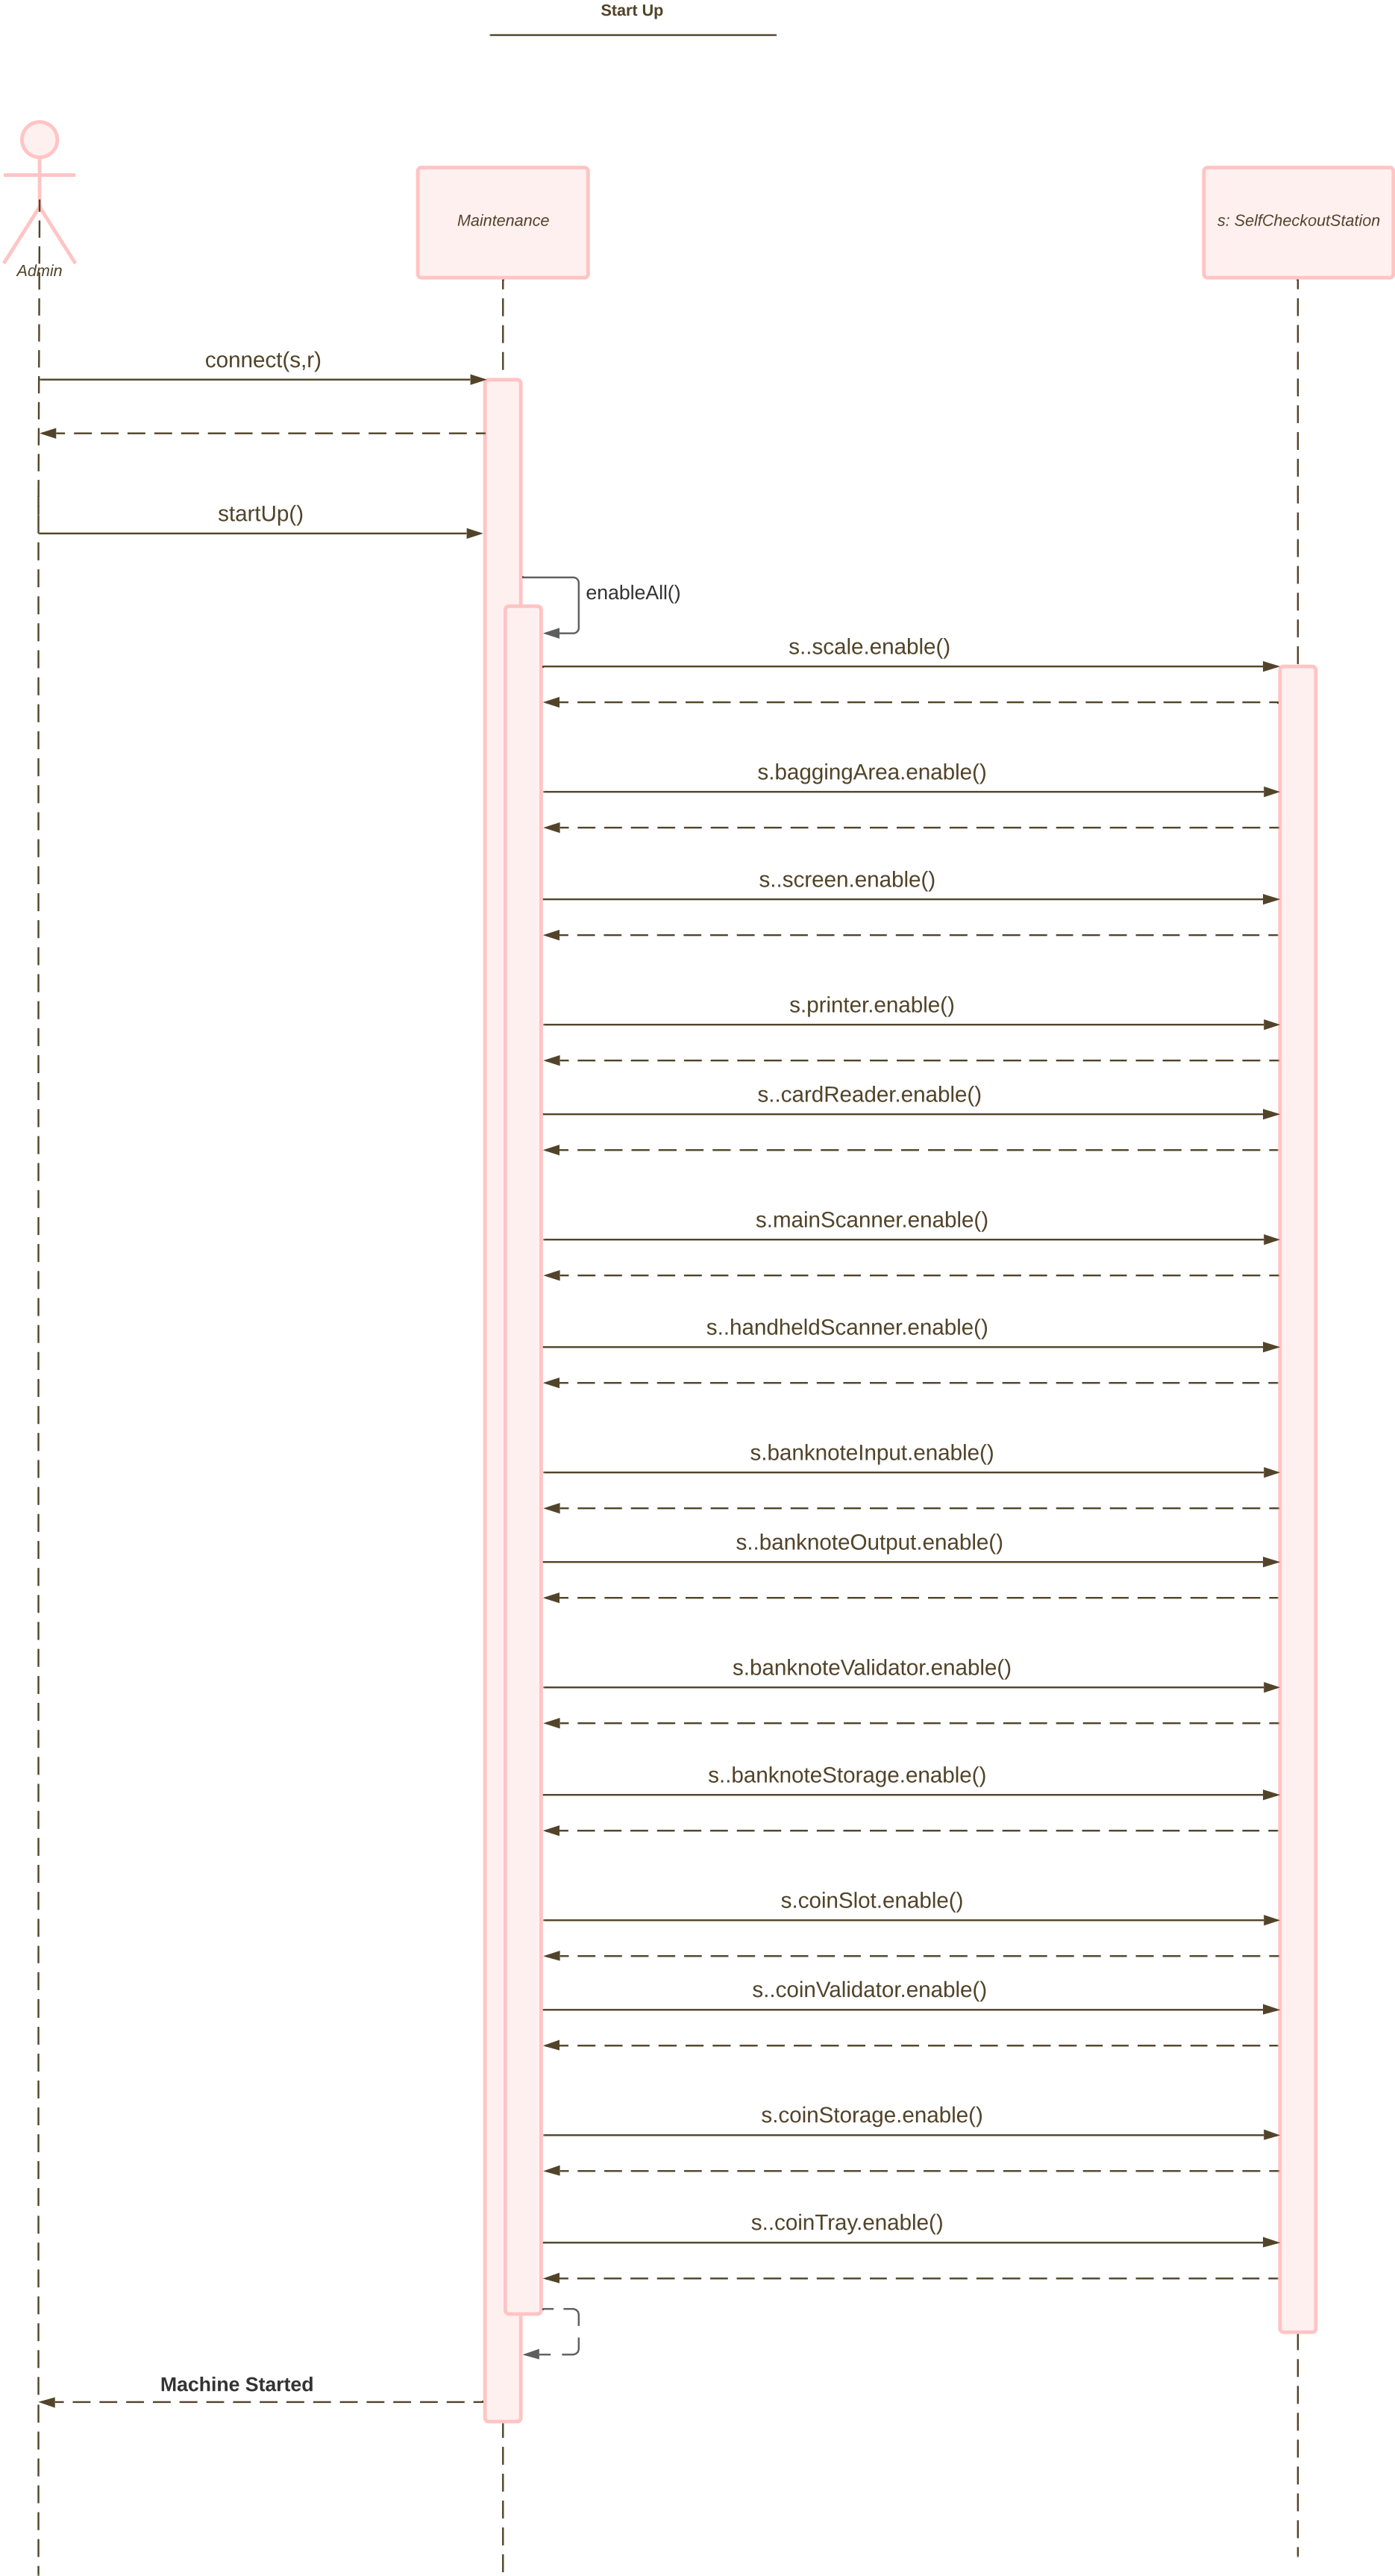 Start Up
Admin
Maintenance
s: SelfCheckoutStation
connect(s,r)
startUp()
enableAll()
s..scale.enable()
s.baggingArea.enable()
s..screen.enable()
s.printer.enable()
s..cardReader.enable()
s.mainScanner.enable()
s..handheldScanner.enable()
s.banknoteInput.enable()
s..banknoteOutput.enable()
s.banknoteValidator.enable()
s..banknoteStorage.enable()
s.coinSlot.enable()
s..coinValidator.enable()
s.coinStorage.enable()
s..coinTray.enable()
Machine Started